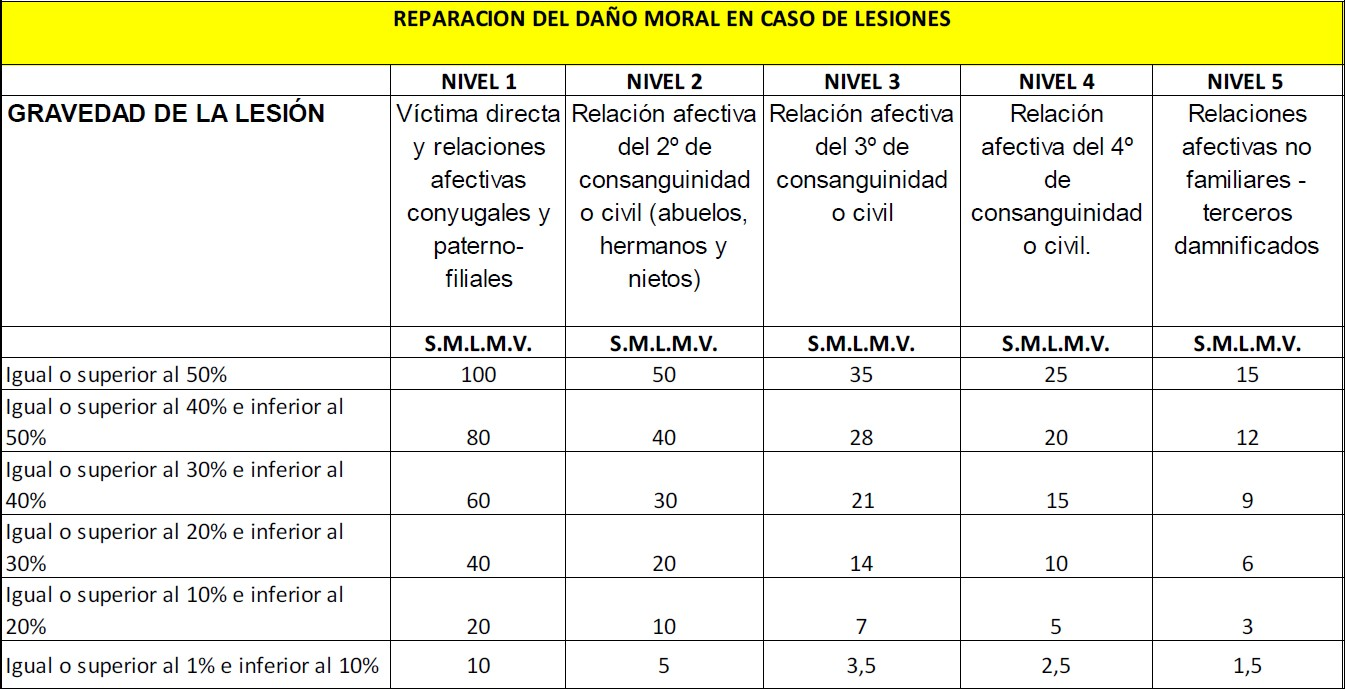 REPARACION DEL DAÑO MORAL EN CASO DE LESIONES
NIVEL 1 NIVEL 2 NIVEL 3 NIVEL 4 NIVEL 5
GRAVEDAD DE LA LESIÓN
Víctima directa
y relaciones
afectivas
conyugales y
paterno-
filiales
Relación afectiva
del 2º de
consanguinidad
o civil (abuelos,
hermanos y
nietos)
Relación afectiva
del 3º de
consanguinidad
o civil
Relación
afectiva del 4º
de
consanguinidad
o civil.
Relaciones
afectivas no
familiares -
terceros
damnificados
S.M.L.M.V. S.M.L.M.V. S.M.L.M.V. S.M.L.M.V. S.M.L.M.V.
Igual o superior al 50% 100 50 35 25 15
Igual o superior al 40% e inferior al
50% 80 40 28 20 12
Igual o superior al 30% e inferior al
40% 60 30 21 15 9
Igual o superior al 20% e inferior al
30% 40 20 14 10 6
Igual o superior al 10% e inferior al
20% 20 10 7 5 3
Igual o superior al 1% e inferior al 10% 10 5 3,5 2,5 1,5